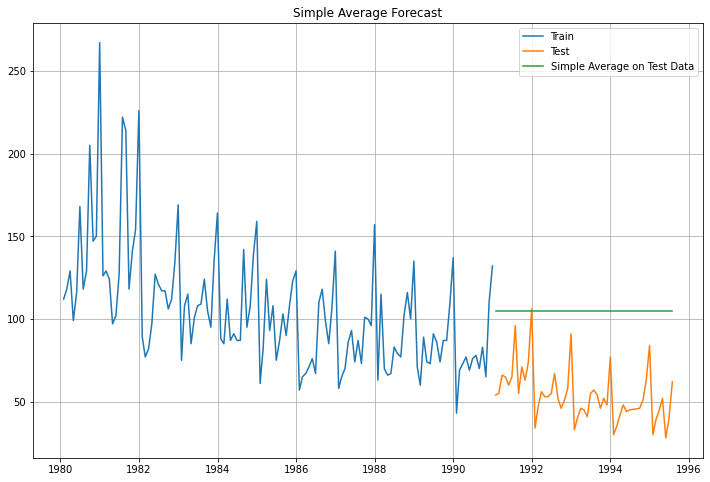 Simple Average Forecast
Train
Test
Simple Average on Test Data
250
200
150
100
50
1980 1982 1984 1986 1988 1990 1992 1994 1996